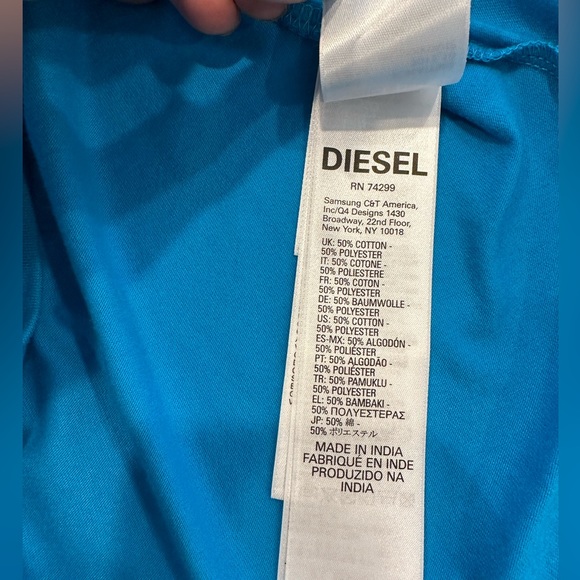 DIESEL
RN 74299
Samsung C&T America,
Inc/Q4 Designs 1430
Broadway, 22nd Floor,
New York, NY 10018
UK: 50% COTTON -
50% POLYESTER
IT: 50% COTONE -
50% POLIESTERE
FR: 50% COTON -
50% POLYESTER
DE: 50% BAUMWOLLE -
50% POLYESTER
US: 50% COTTON -
50% POLYESTER
ES-MX: 50% ALGODÓN -
50% POLIÉSTER
PT: 50% ALGODÃO -
50% POLIÉSTER
TR: 50% PAMUKLU -
50% POLYESTER
EL: 50% BAMBAKI -
50% ΠΟΛΥΕΣΤΕΡΑΣ
JP: 50% 綿 -
50% ポリエステル
MADE IN INDIA
FABRIQUÉ EN INDE
PRODUZIDO NA
INDIA